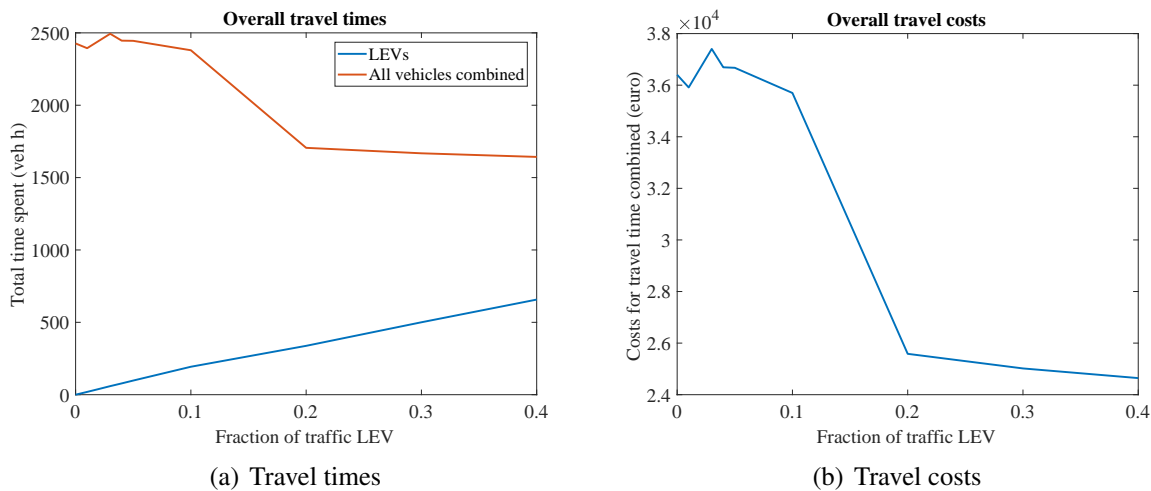 Overall travel times
2500
2000
1500
1000
500
0
0
0.1
0.2
0.3
0.4
Total time spent (veh h)
Fraction of traffic LEV
LEVs
All vehicles combined
(a) Travel times
Overall travel costs
×10⁴
3.8
3.6
3.4
3.2
3
2.8
2.6
2.4
0
0.1
0.2
0.3
0.4
Costs for travel time combined (euro)
Fraction of traffic LEV
(b) Travel costs